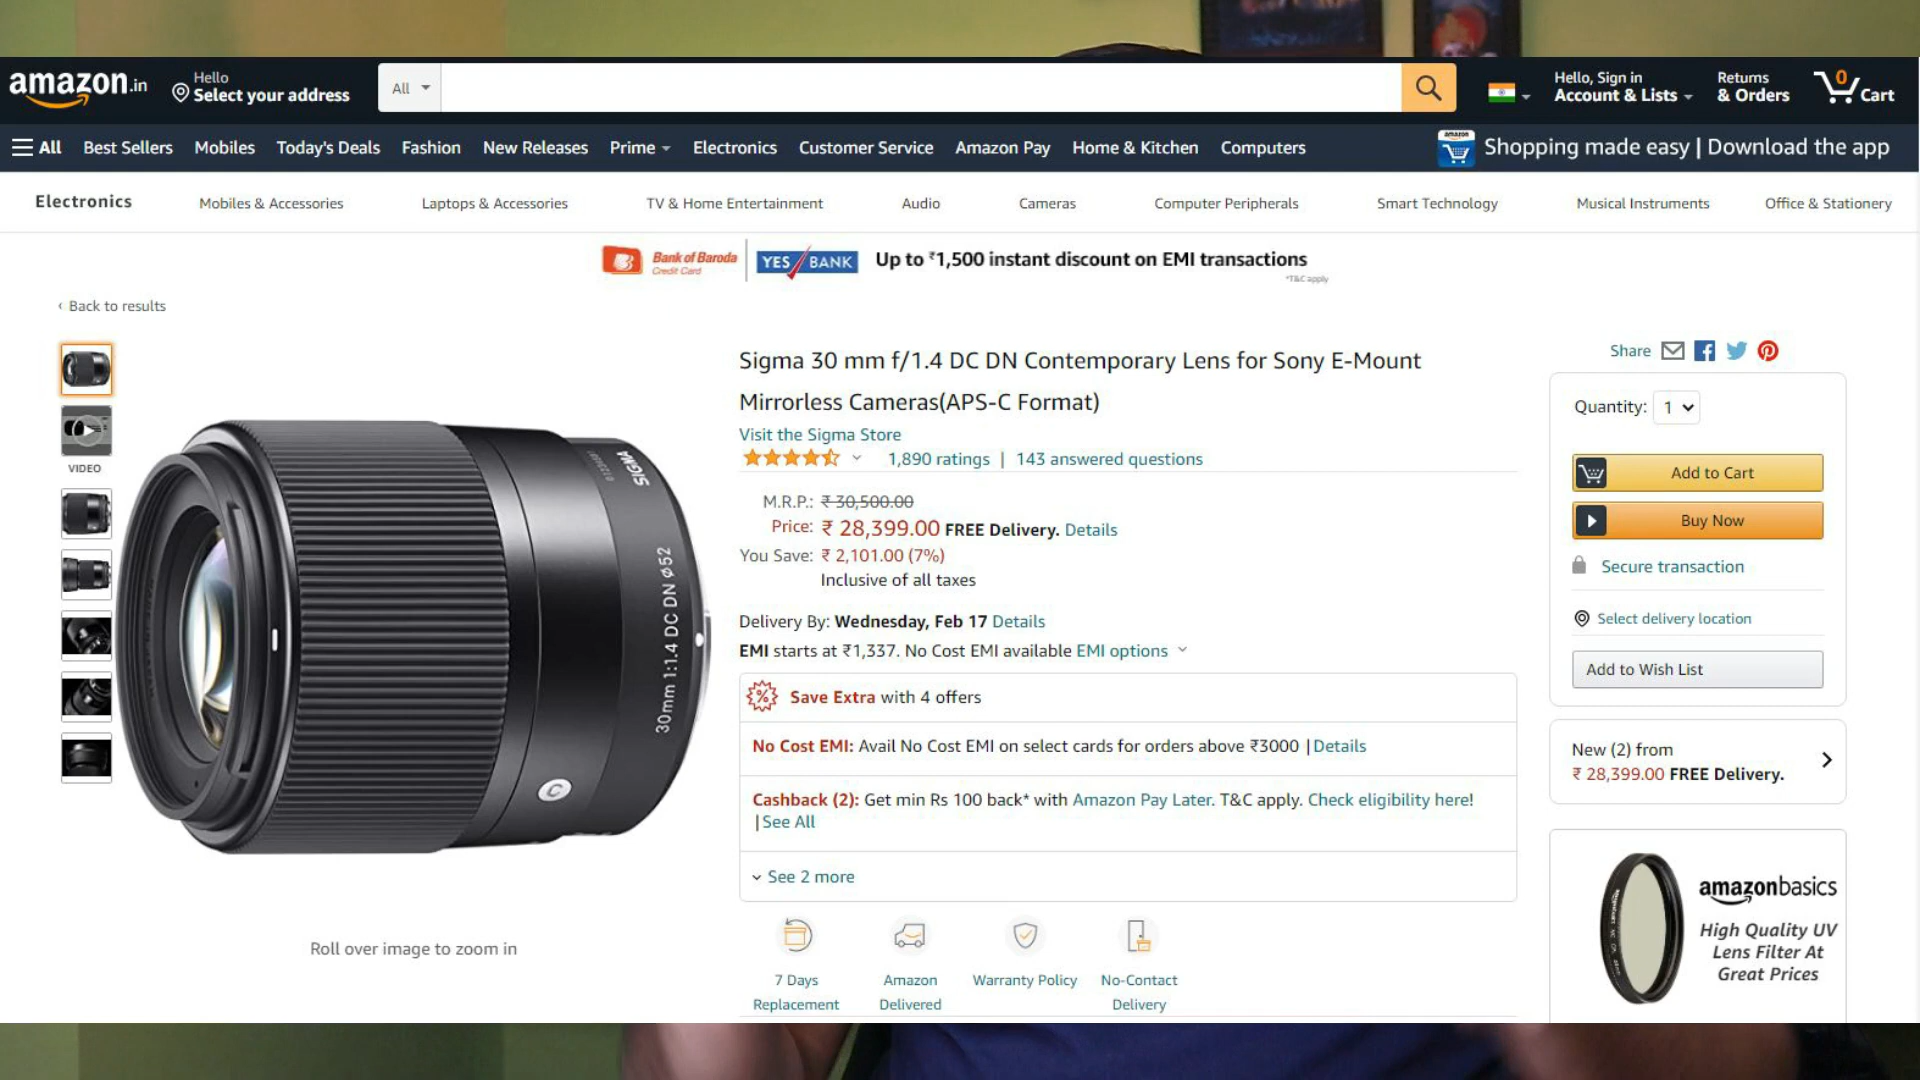 amazon.in
Hello
Select your address
All
Hello, Sign in
Account & Lists
Returns
& Orders
0
Cart
All
Best Sellers
Mobiles
Today's Deals
Fashion
New Releases
Prime
Electronics
Customer Service
Amazon Pay
Home & Kitchen
Computers
amazon
Shopping made easy | Download the app
Electronics
Mobiles & Accessories
Laptops & Accessories
TV & Home Entertainment
Audio
Cameras
Computer Peripherals
Smart Technology
Musical Instruments
Office & Stationery
Bank of Baroda
Credit Card
YES BANK
Up to ₹1,500 instant discount on EMI transactions
*T&C apply
‹ Back to results
VIDEO
SIGMA
30mm 1:1.4 DC DN ø52
C
Roll over image to zoom in
Sigma 30 mm f/1.4 DC DN Contemporary Lens for Sony E-Mount
Mirrorless Cameras(APS-C Format)
Visit the Sigma Store
1,890 ratings | 143 answered questions
M.R.P.: ₹ 30,500.00
Price: ₹ 28,399.00 FREE Delivery. Details
You Save: ₹ 2,101.00 (7%)
Inclusive of all taxes
Delivery By: Wednesday, Feb 17 Details
EMI starts at ₹1,337. No Cost EMI available EMI options
Save Extra with 4 offers
No Cost EMI: Avail No Cost EMI on select cards for orders above ₹3000 | Details
Cashback (2): Get min Rs 100 back* with Amazon Pay Later. T&C apply. Check eligibility here!
| See All
See 2 more
7 Days
Replacement
Amazon
Delivered
Warranty Policy
No-Contact
Delivery
Share
Quantity: 1
Add to Cart
Buy Now
Secure transaction
Select delivery location
Add to Wish List
New (2) from
₹ 28,399.00 FREE Delivery.
amazonbasics
High Quality UV
Lens Filter At
Great Prices